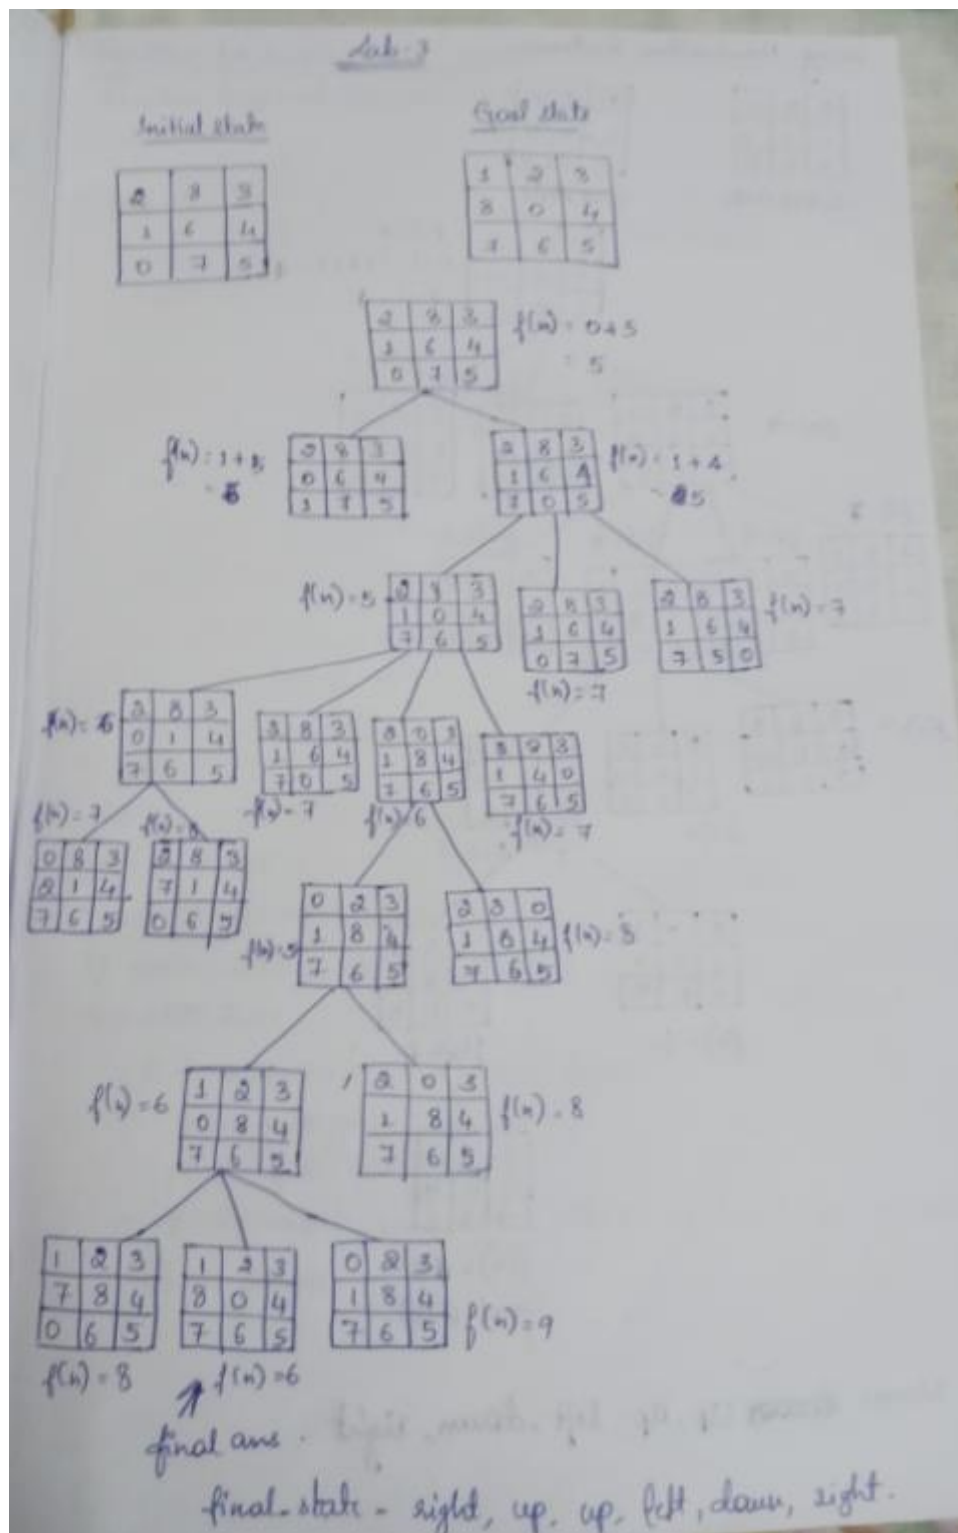 Lab-3
Initial state
Goal state
2 8 3
1 6 4
0 7 5
1 2 3
8 0 4
7 6 5
2 8 3
1 6 4
0 7 5
f(n) = 0+5
= 5
f(n) = 1+5
= 6
2 8 3
0 6 4
1 7 5
2 8 3
1 6 4
7 0 5
f(n) = 1+4
= 5
f(n) = 5
2 8 3
1 0 4
7 6 5
2 8 3
1 6 4
0 7 5
f(n) = 7
2 8 3
1 6 4
7 5 0
f(n) = 7
f(n) = 6
2 8 3
0 1 4
7 6 5
2 8 3
1 6 4
7 0 5
f(n) = 7
2 0 3
1 8 4
7 6 5
f(n) 6
8 3
1 4 0
7 6 5
f(n) = 7
f(n) = 7
0 8 3
2 1 4
7 6 5
f(n) = 8
2 8 3
7 1 4
0 6 5
f(n) = 5
0 2 3
1 8 4
7 6 5
2 3 0
1 8 4
7 6 5
f(n) = 8
f(n) = 6
1 2 3
0 8 4
7 6 5
2 0 3
1 8 4
7 6 5
f(n) = 8
1 2 3
7 8 4
0 6 5
f(n) = 8
1 2 3
8 0 4
7 6 5
f(n) = 6
0 2 3
1 8 4
7 6 5
f(n) = 9
final ans.
final-state - right, up, up, left, down, right.